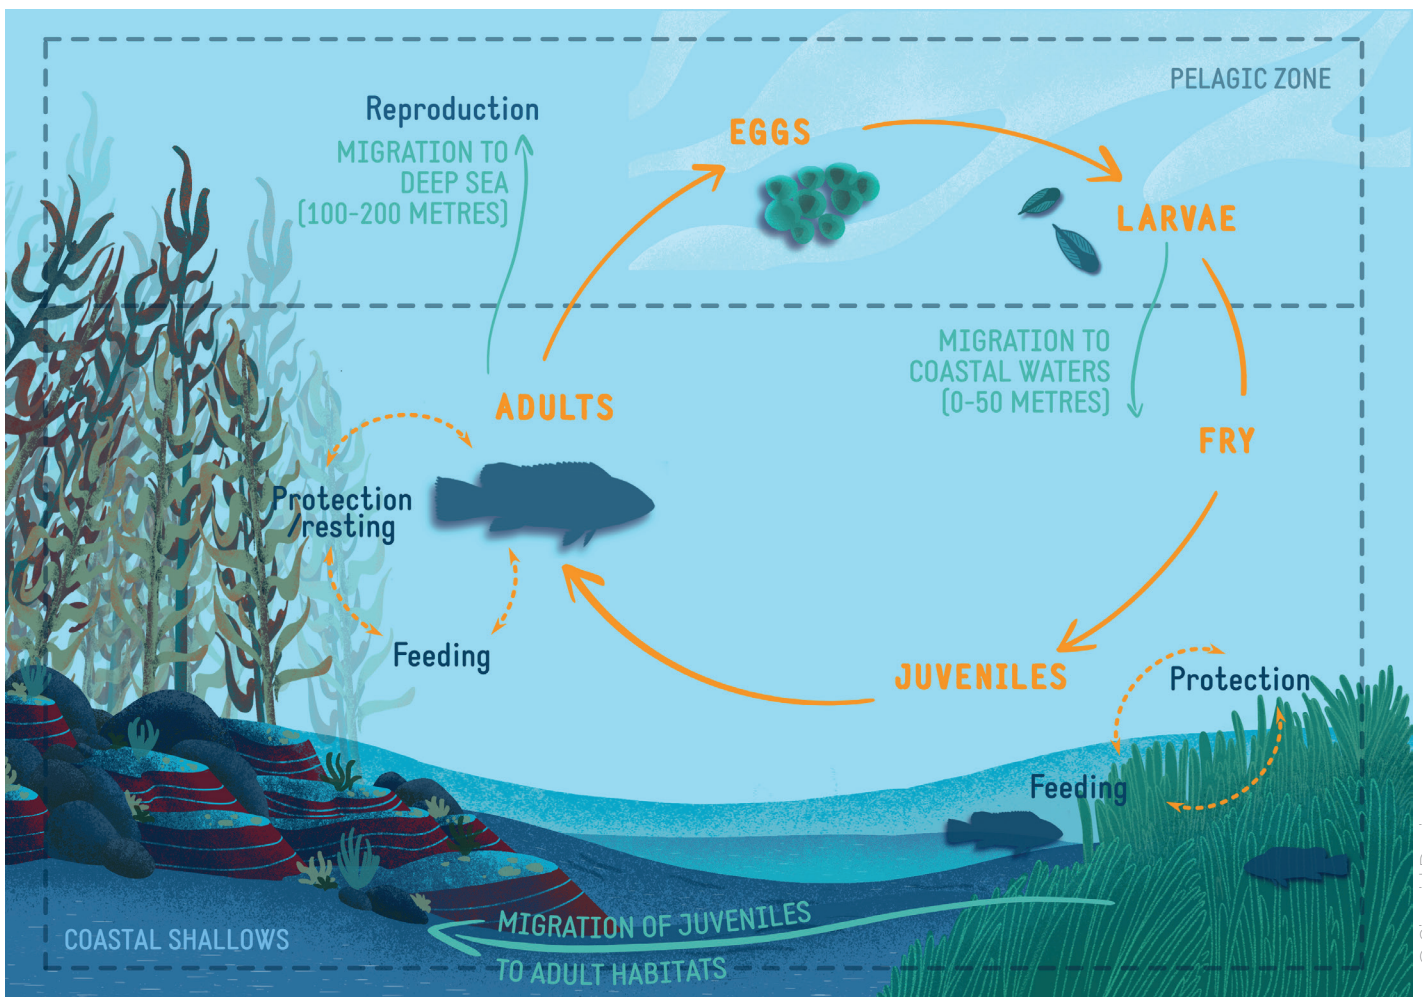 PELAGIC ZONE
Reproduction
MIGRATION TO
DEEP SEA
(100-200 METRES)
EGGS
LARVAE
MIGRATION TO
COASTAL WATERS
(0-50 METRES)
ADULTS
FRY
Protection
/resting
Feeding
JUVENILES
Protection
Feeding
MIGRATION OF JUVENILES
TO ADULT HABITATS
COASTAL SHALLOWS